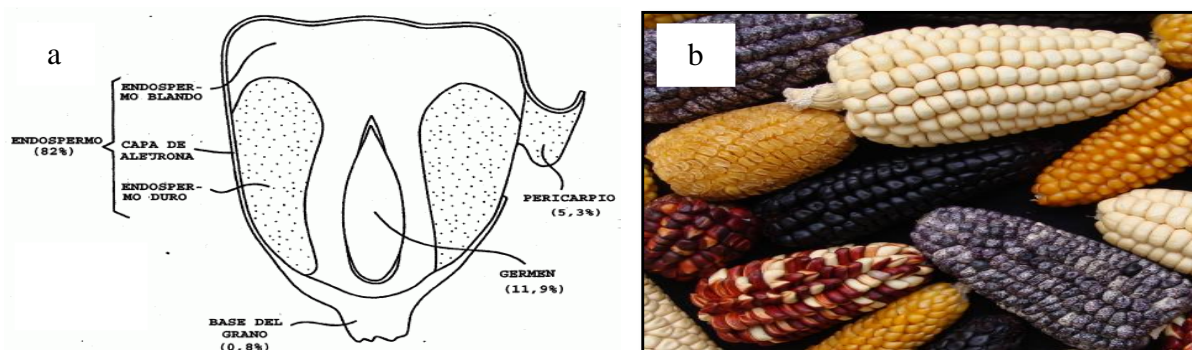 a
ENDOSPER-
MO BLANDO
ENDOSPERMO
(82%)
CAPA DE
ALEURONA
ENDOSPER-
MO DURO
PERICARPIO
(5,3%)
GERMEN
(11,9%)
BASE DEL
GRANO
(0,8%)
b